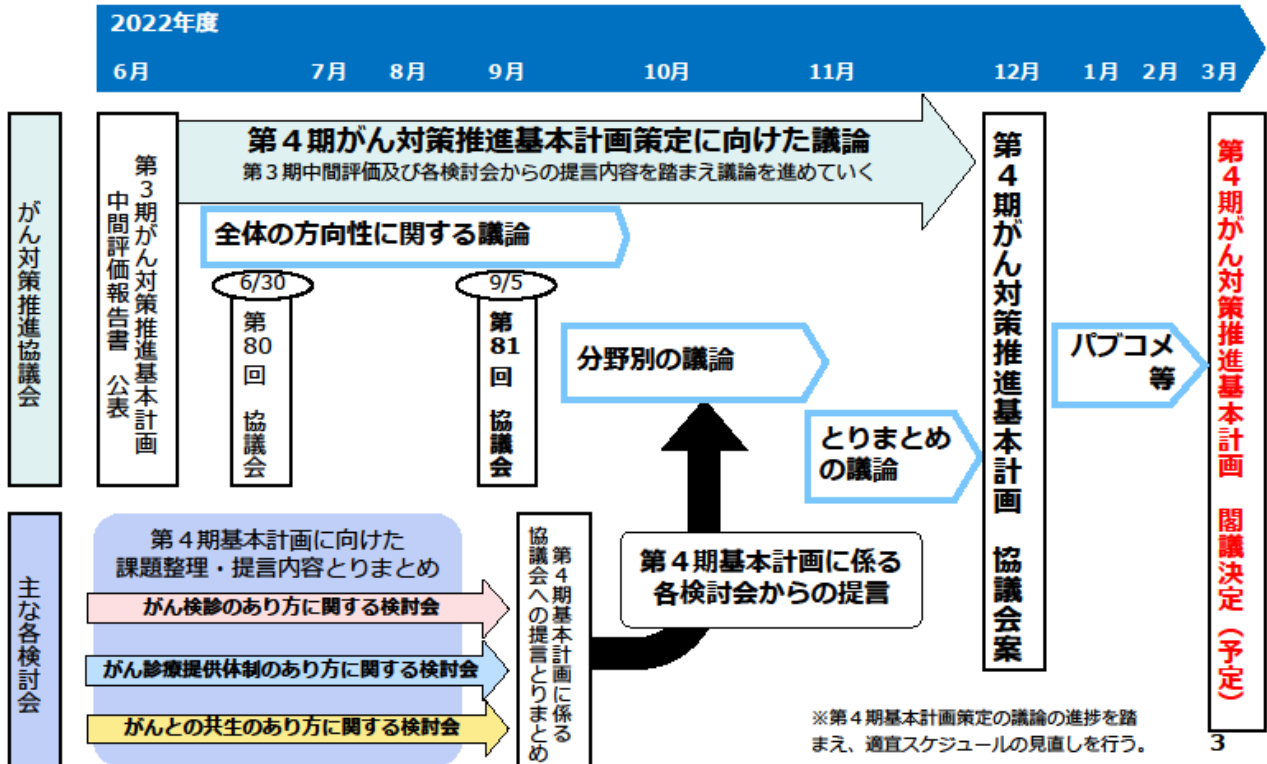 2022年度
6月 7月 8月 9月 10月 11月 12月 1月 2月 3月
がん対策推進協議会
第3期がん対策推進基本計画
中間評価報告書 公表
第4期がん対策推進基本計画策定に向けた議論
第3期中間評価及び各検討会からの提言内容を踏まえ議論を進めていく
全体の方向性に関する議論
6/30
第80回 協議会
9/5
第81回 協議会
分野別の議論
とりまとめ
の議論
第4期がん対策推進基本計画 協議会案
パブコメ
等
第4期がん対策推進基本計画 閣議決定(予定)
主な各検討会
第4期基本計画に向けた
課題整理・提言内容とりまとめ
がん検診のあり方に関する検討会
がん診療提供体制のあり方に関する検討会
がんとの共生のあり方に関する検討会
第4期基本計画に係る
協議会への提言とりまとめ
第4期基本計画に係る
各検討会からの提言
※第4期基本計画策定の議論の進捗を踏
まえ、適宜スケジュールの見直しを行う。
3